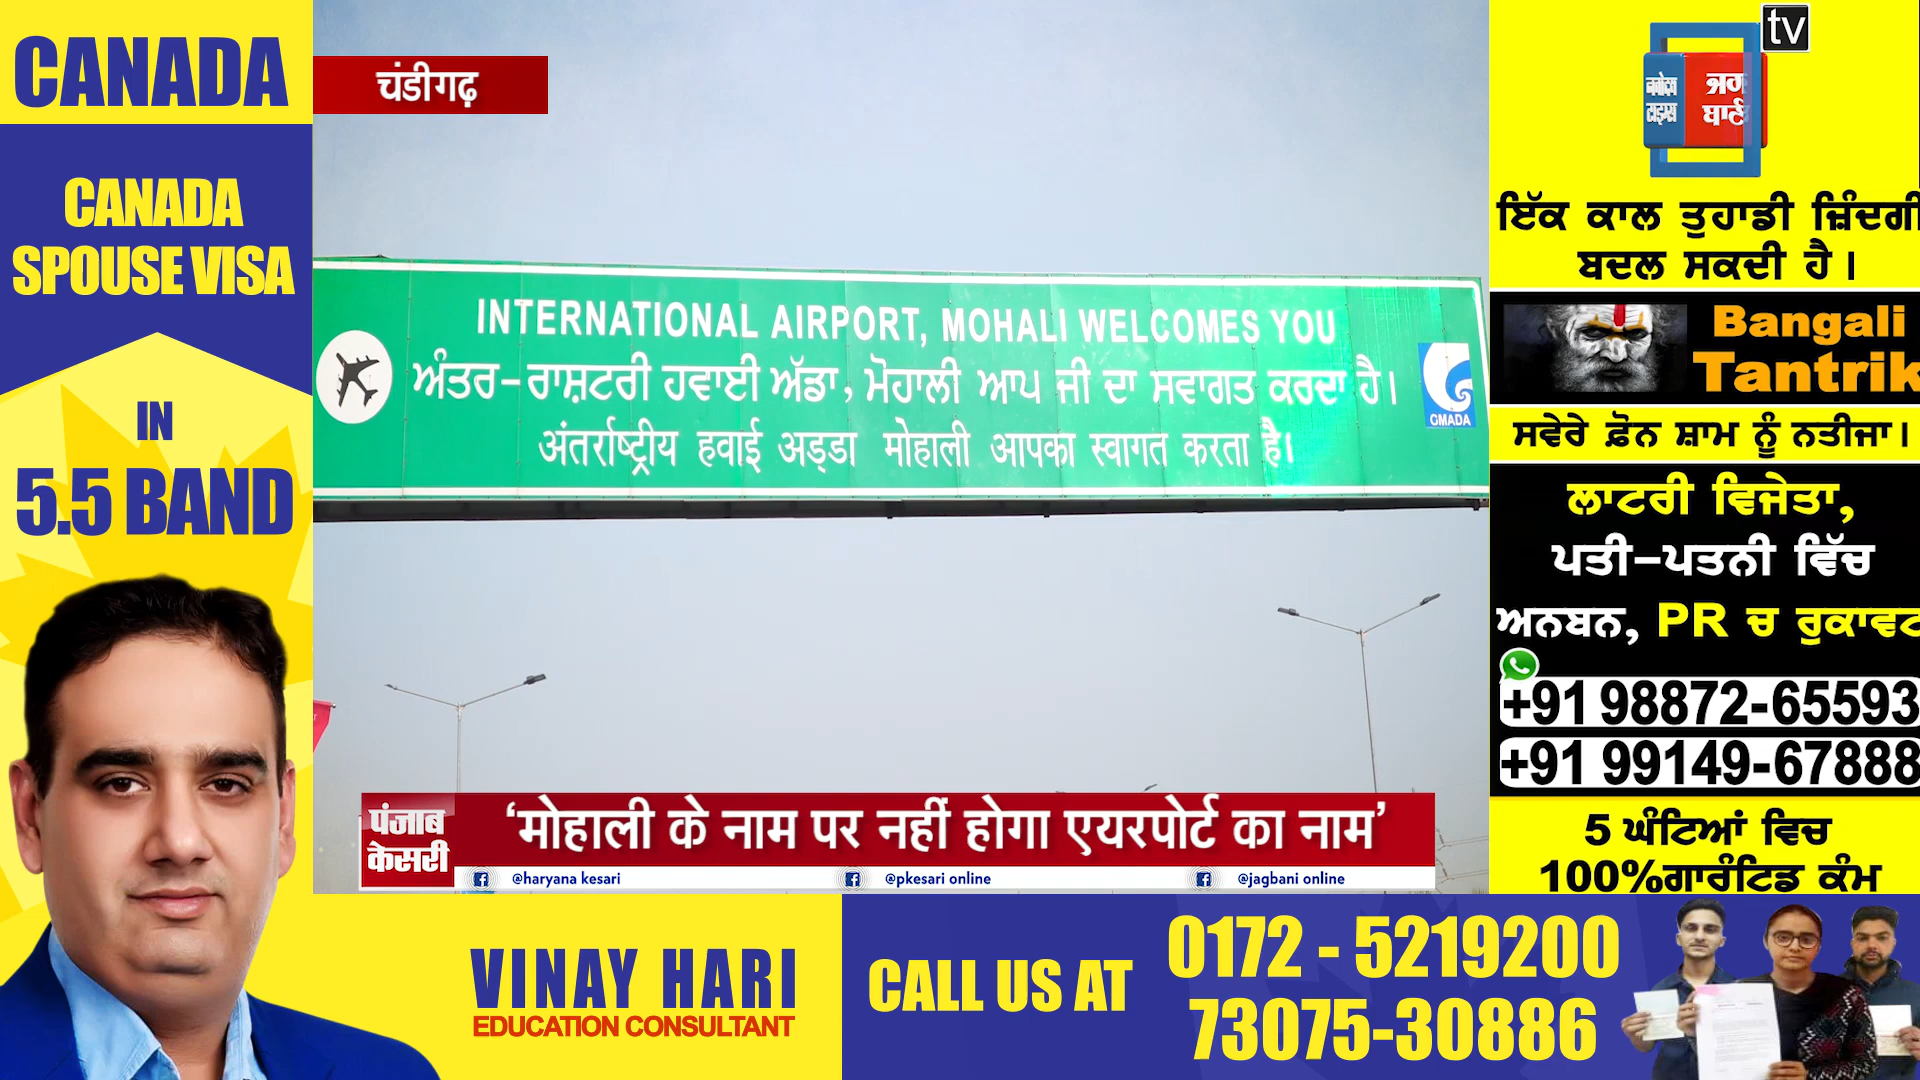 CANADA
CANADA
SPOUSE VISA
IN
5.5 BAND
चंडीगढ़
INTERNATIONAL AIRPORT, MOHALI WELCOMES YOU
ਅੰਤਰ-ਰਾਸ਼ਟਰੀ ਹਵਾਈ ਅੱਡਾ, ਮੋਹਾਲੀ ਆਪ ਜੀ ਦਾ ਸਵਾਗਤ ਕਰਦਾ ਹੈ।
अंतर्राष्ट्रीय हवाई अड्डा मोहाली आपका स्वागत करता है।
GMADA
पंजाब
केसरी
‘मोहाली के नाम पर नहीं होगा एयरपोर्ट का नाम’
@haryana kesari
@pkesari online
@jagbani online
tv
ਜਗ
ਬਾਣੀ
ਇੱਕ ਕਾਲ ਤੁਹਾਡੀ ਜ਼ਿੰਦਗੀ
ਬਦਲ ਸਕਦੀ ਹੈ।
Bangali
Tantrik
ਸਵੇਰੇ ਫ਼ੋਨ ਸ਼ਾਮ ਨੂੰ ਨਤੀਜਾ।
ਲਾਟਰੀ ਵਿਜੇਤਾ,
ਪਤੀ-ਪਤਨੀ ਵਿੱਚ
ਅਨਬਨ, PR ਚ ਰੁਕਾਵਟ
+91 98872-65593
+91 99149-67888
5 ਘੰਟਿਆਂ ਵਿਚ
100%ਗਾਰੰਟਿਡ ਕੰਮ
VINAY HARI
EDUCATION CONSULTANT
CALL US AT
0172 - 5219200
73075-30886